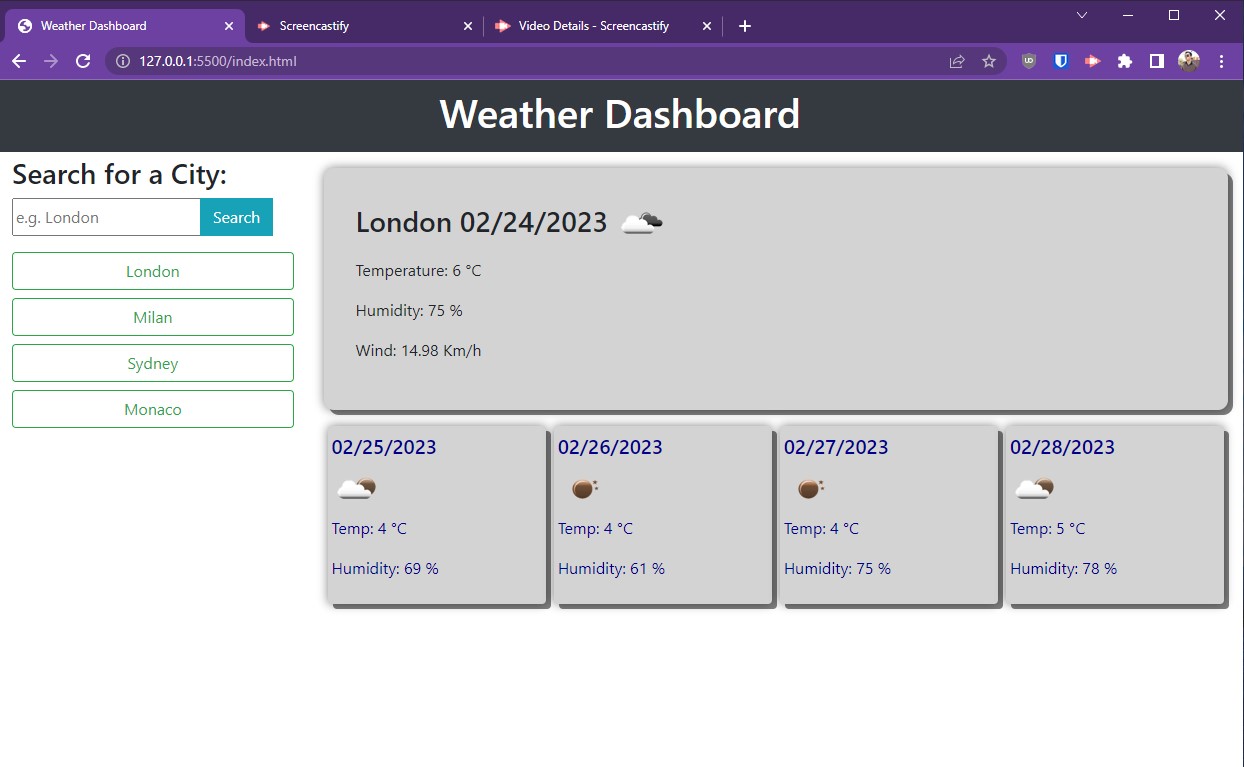 Weather Dashboard
Screencastify
Video Details - Screencastify
127.0.0.1:5500/index.html
Weather Dashboard
Search for a City:
e.g. London
Search
London
Milan
Sydney
Monaco
London 02/24/2023
Temperature: 6 °C
Humidity: 75 %
Wind: 14.98 Km/h
02/25/2023
Temp: 4 °C
Humidity: 69 %
02/26/2023
Temp: 4 °C
Humidity: 61 %
02/27/2023
Temp: 4 °C
Humidity: 75 %
02/28/2023
Temp: 5 °C
Humidity: 78 %